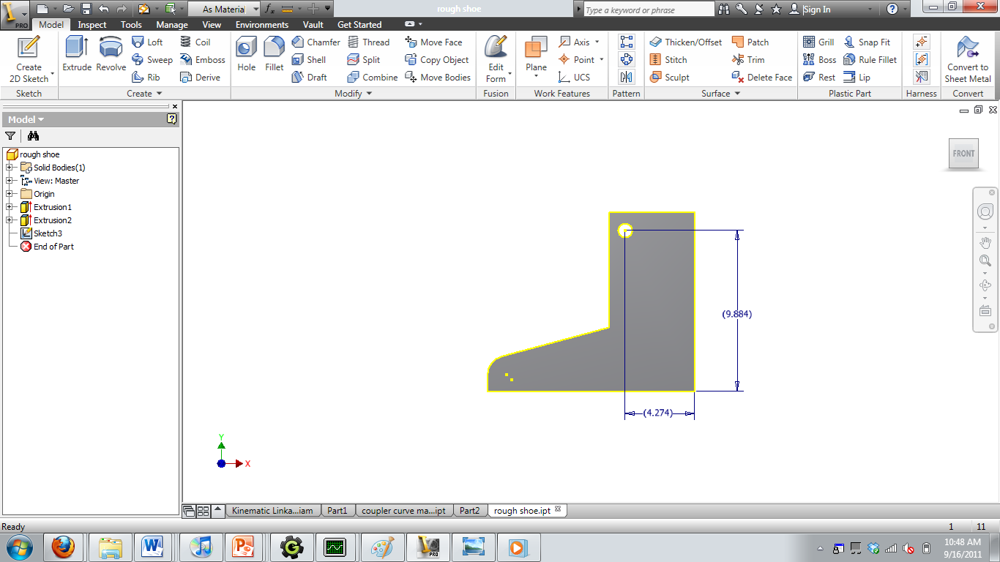 As Material
rough shoe
Type a keyword or phrase
Sign In
PRO
Model Inspect Tools Manage View Environments Vault Get Started
Create
2D Sketch
Sketch
Extrude Revolve
Loft Coil
Sweep Emboss
Rib Derive
Create
Hole Fillet
Chamfer Thread Move Face
Shell Split Copy Object
Draft Combine Move Bodies
Modify
Edit
Form
Fusion
Plane
Axis
Point
UCS
Work Features
Pattern
Thicken/Offset Patch
Stitch Trim
Sculpt Delete Face
Surface
Grill Snap Fit
Boss Rule Fillet
Rest Lip
Plastic Part
Harness
Convert to
Sheet Metal
Convert
Model
rough shoe
Solid Bodies(1)
View: Master
Origin
Extrusion1
Extrusion2
Sketch3
End of Part
FRONT
(9.884)
(4.274)
Y
X
Kinematic Linka...iam Part1 coupler curve ma...ipt Part2 rough shoe.ipt
Ready
1 11
PRO
10:48 AM
9/16/2011